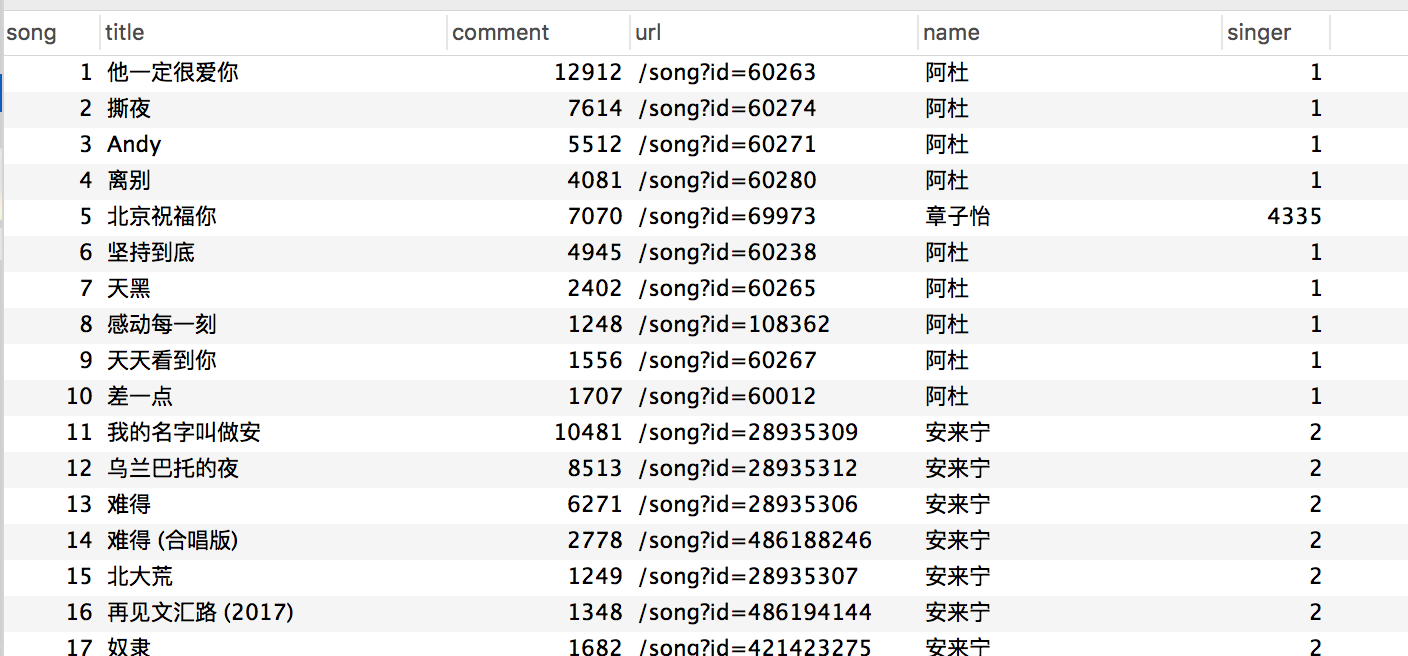 song title comment url name singer
1 他一定很爱你 12912 /song?id=60263 阿杜 1
2 撕夜 7614 /song?id=60274 阿杜 1
3 Andy 5512 /song?id=60271 阿杜 1
4 离别 4081 /song?id=60280 阿杜 1
5 北京祝福你 7070 /song?id=69973 章子怡 4335
6 坚持到底 4945 /song?id=60238 阿杜 1
7 天黑 2402 /song?id=60265 阿杜 1
8 感动每一刻 1248 /song?id=108362 阿杜 1
9 天天看到你 1556 /song?id=60267 阿杜 1
10 差一点 1707 /song?id=60012 阿杜 1
11 我的名字叫做安 10481 /song?id=28935309 安来宁 2
12 乌兰巴托的夜 8513 /song?id=28935312 安来宁 2
13 难得 6271 /song?id=28935306 安来宁 2
14 难得 (合唱版) 2778 /song?id=486188246 安来宁 2
15 北大荒 1249 /song?id=28935307 安来宁 2
16 再见文汇路 (2017) 1348 /song?id=486194144 安来宁 2
17 奴隶 1682 /song?id=421423275 安来宁 2